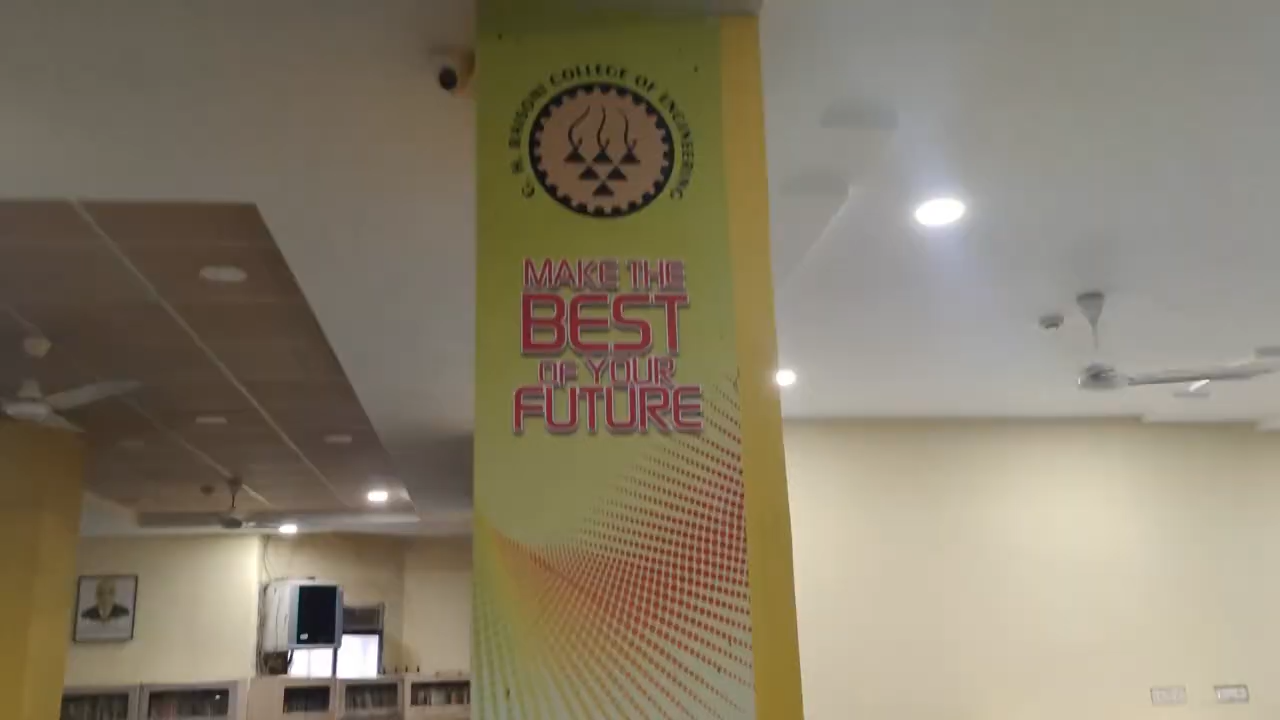 G. H. RAISONI COLLEGE OF ENGINEERING
MAKE THE
BEST
OF YOUR
FUTURE